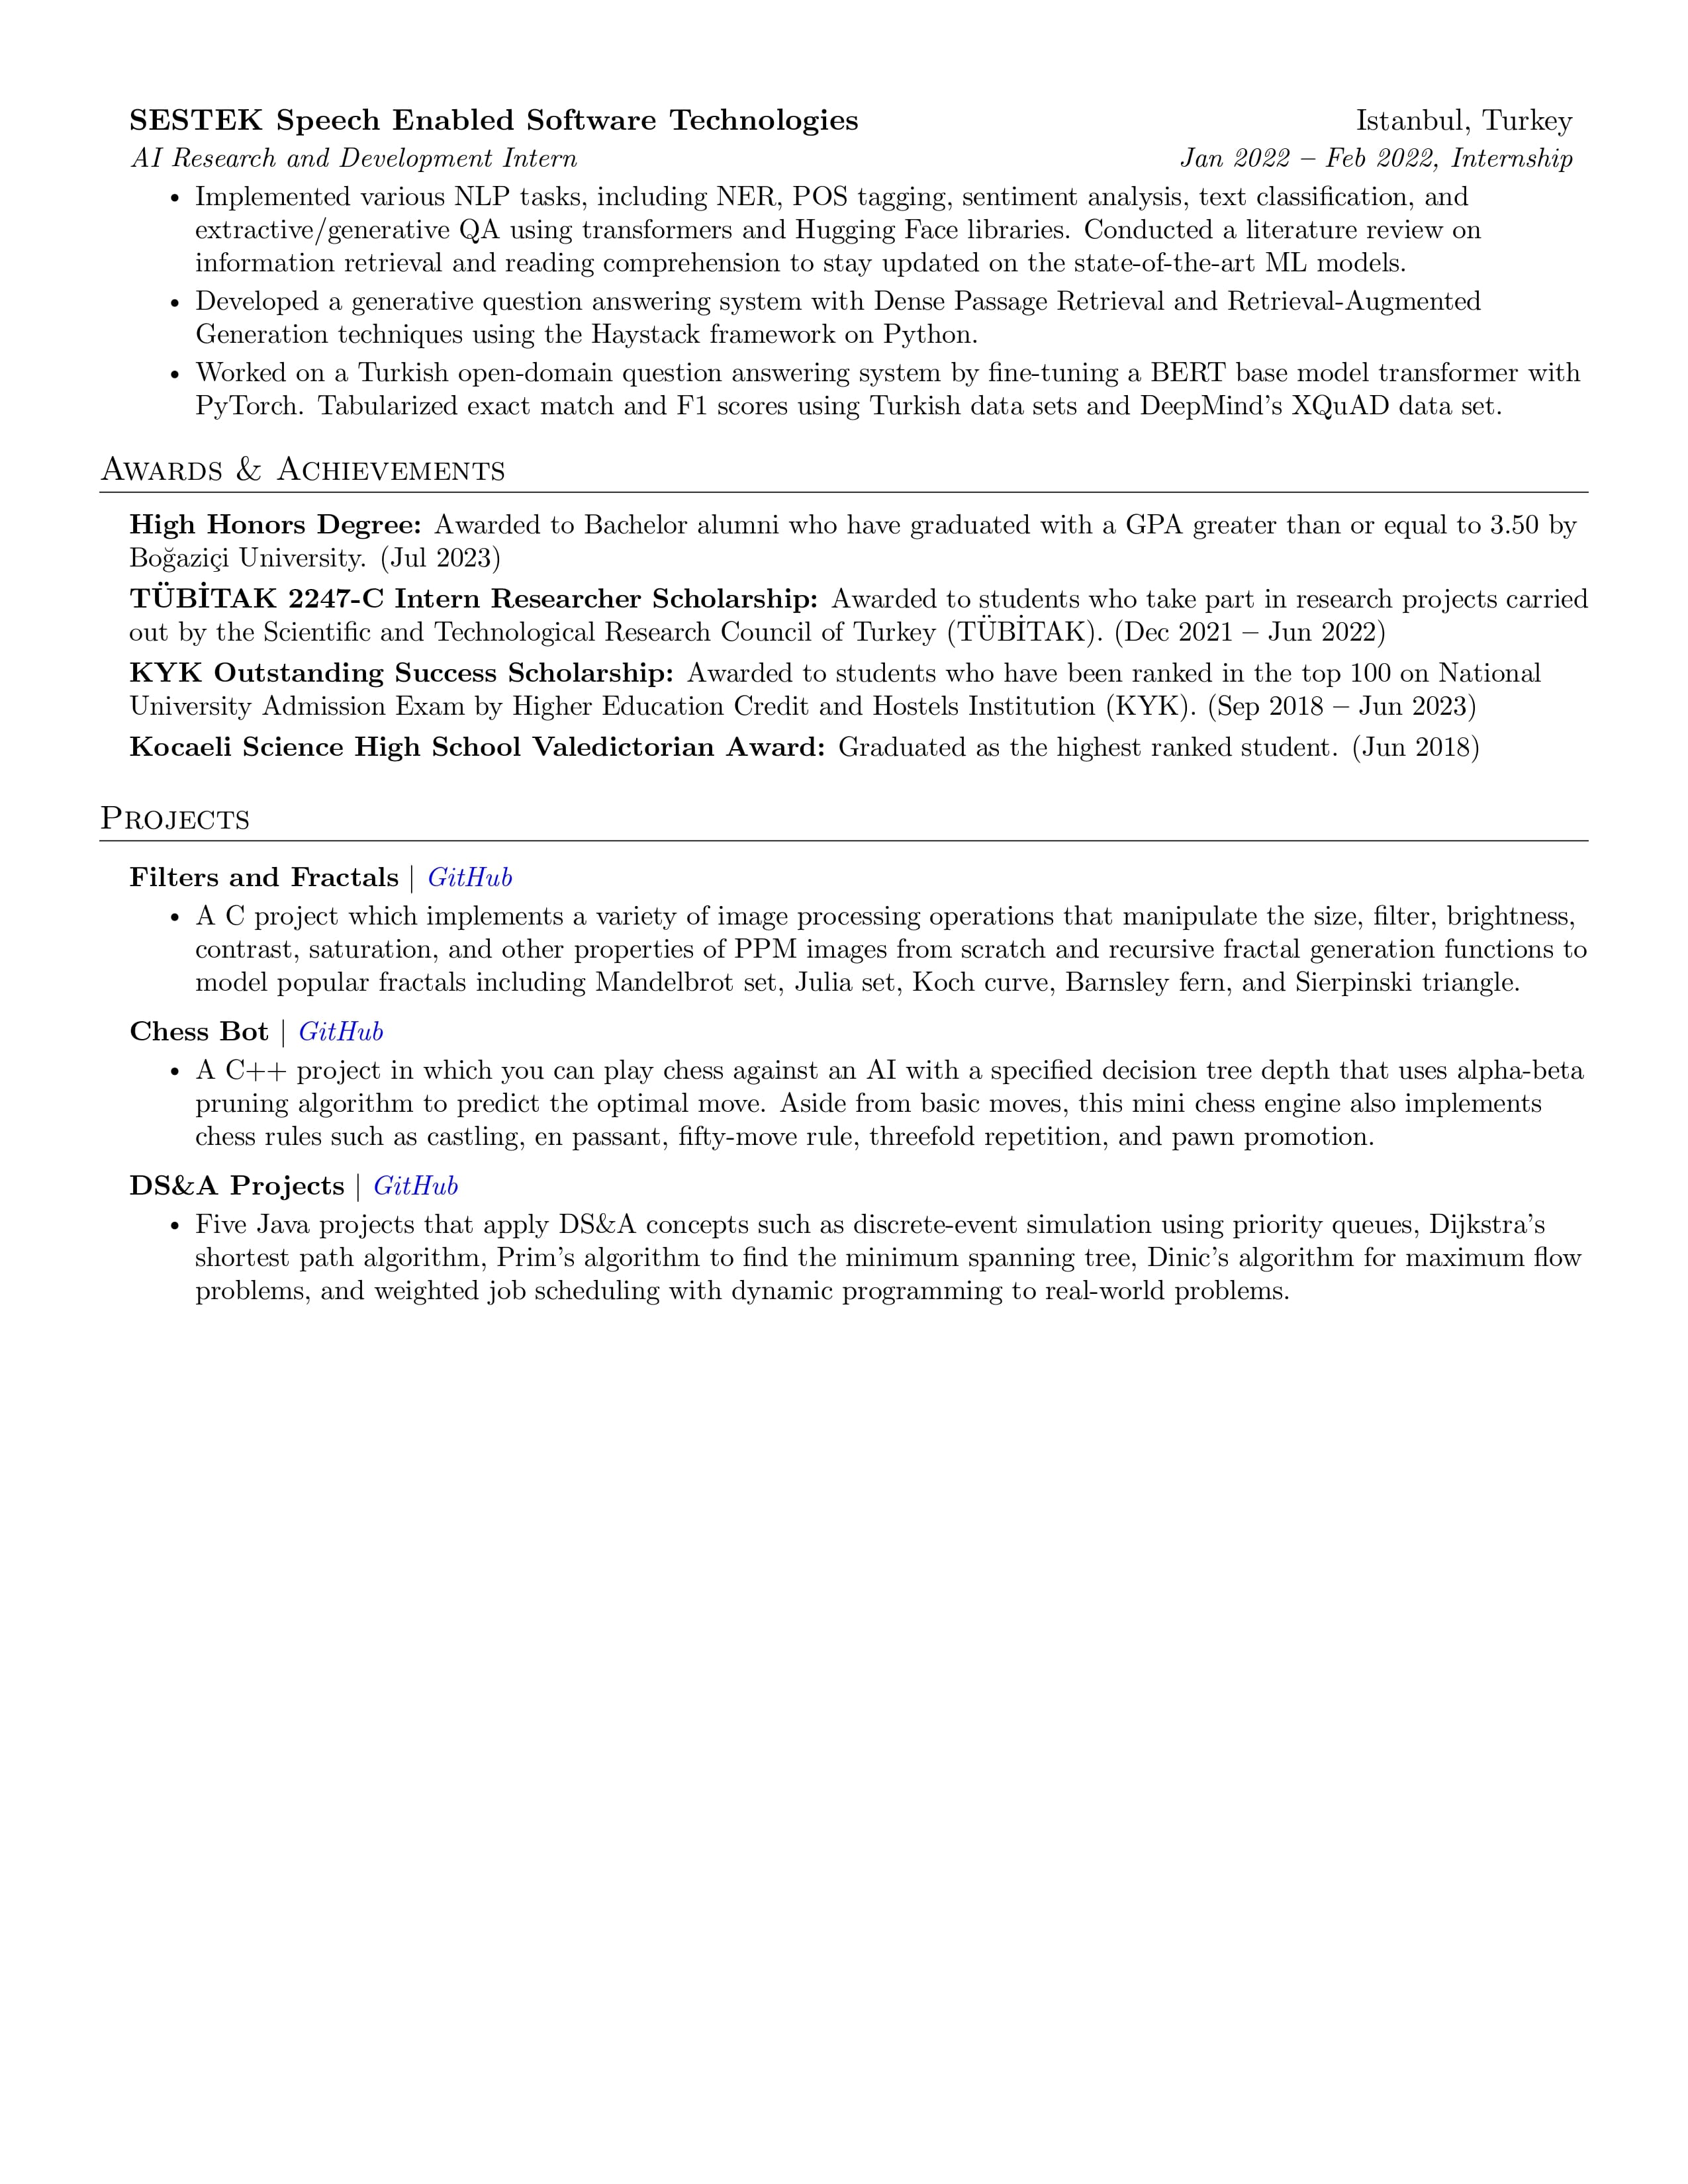 SESTEK Speech Enabled Software Technologies Istanbul, Turkey
AI Research and Development Intern Jan 2022 – Feb 2022, Internship
• Implemented various NLP tasks, including NER, POS tagging, sentiment analysis, text classification, and
extractive/generative QA using transformers and Hugging Face libraries. Conducted a literature review on
information retrieval and reading comprehension to stay updated on the state-of-the-art ML models.
• Developed a generative question answering system with Dense Passage Retrieval and Retrieval-Augmented
Generation techniques using the Haystack framework on Python.
• Worked on a Turkish open-domain question answering system by fine-tuning a BERT base model transformer with
PyTorch. Tabularized exact match and F1 scores using Turkish data sets and DeepMind's XQuAD data set.
Awards & Achievements
High Honors Degree: Awarded to Bachelor alumni who have graduated with a GPA greater than or equal to 3.50 by
Boğaziçi University. (Jul 2023)
TÜBİTAK 2247-C Intern Researcher Scholarship: Awarded to students who take part in research projects carried
out by the Scientific and Technological Research Council of Turkey (TÜBİTAK). (Dec 2021 – Jun 2022)
KYK Outstanding Success Scholarship: Awarded to students who have been ranked in the top 100 on National
University Admission Exam by Higher Education Credit and Hostels Institution (KYK). (Sep 2018 – Jun 2023)
Kocaeli Science High School Valedictorian Award: Graduated as the highest ranked student. (Jun 2018)
Projects
Filters and Fractals | GitHub
• A C project which implements a variety of image processing operations that manipulate the size, filter, brightness,
contrast, saturation, and other properties of PPM images from scratch and recursive fractal generation functions to
model popular fractals including Mandelbrot set, Julia set, Koch curve, Barnsley fern, and Sierpinski triangle.
Chess Bot | GitHub
• A C++ project in which you can play chess against an AI with a specified decision tree depth that uses alpha-beta
pruning algorithm to predict the optimal move. Aside from basic moves, this mini chess engine also implements
chess rules such as castling, en passant, fifty-move rule, threefold repetition, and pawn promotion.
DS&A Projects | GitHub
• Five Java projects that apply DS&A concepts such as discrete-event simulation using priority queues, Dijkstra's
shortest path algorithm, Prim's algorithm to find the minimum spanning tree, Dinic's algorithm for maximum flow
problems, and weighted job scheduling with dynamic programming to real-world problems.